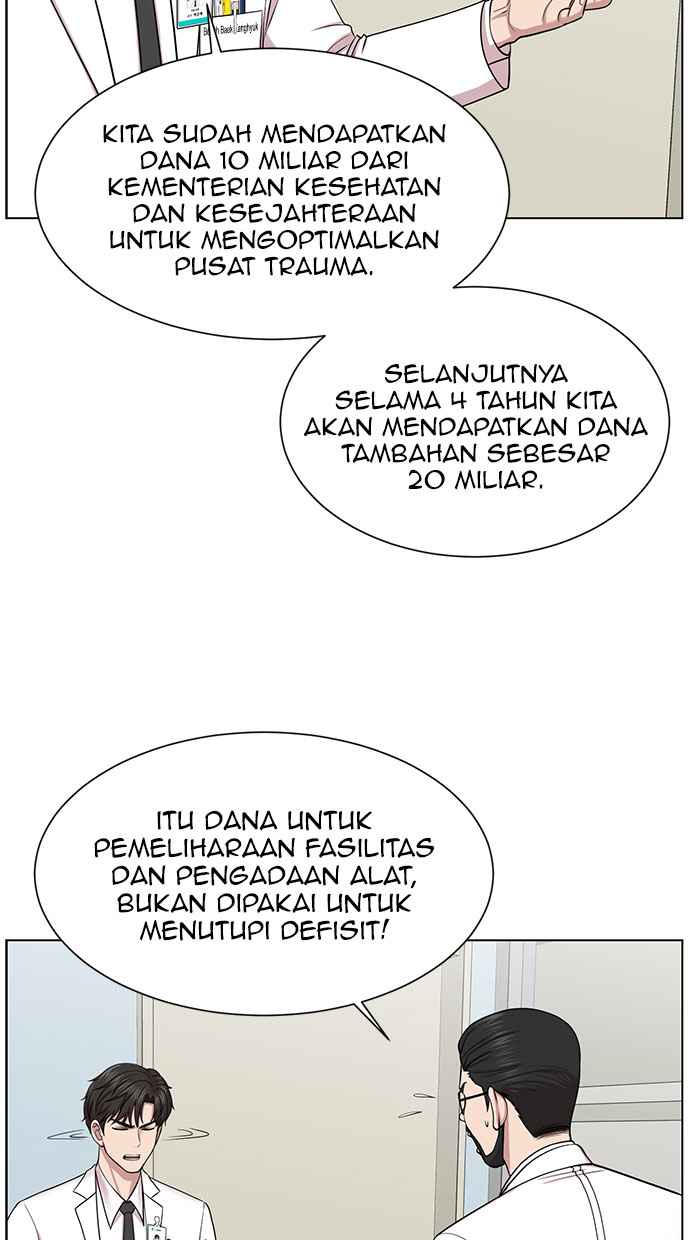 Baek
KITA SUDAH MENDAPATKAN
DANA 10 MILIAR DARI
KEMENTERIAN KESEHATAN
DAN KESEJAHTERAAN
UNTUK MENGOPTIMALKAN
PUSAT TRAUMA.
SELANJUTNYA
SELAMA 4 TAHUN KITA
AKAN MENDAPATKAN DANA
TAMBAHAN SEBESAR
20 MILIAR.
ITU DANA UNTUK
PEMELIHARAAN FASILITAS
DAN PENGADAAN ALAT,
BUKAN DIPAKAI UNTUK
MENUTUPI DEFISIT!